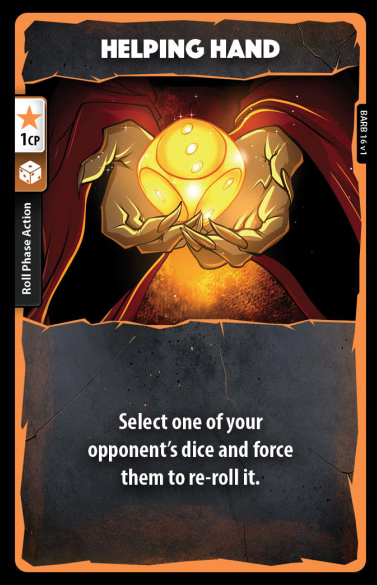 HELPING HAND
1CP
Roll Phase Action
BARB 16 v1
Select one of your
opponent's dice and force
them to re-roll it.